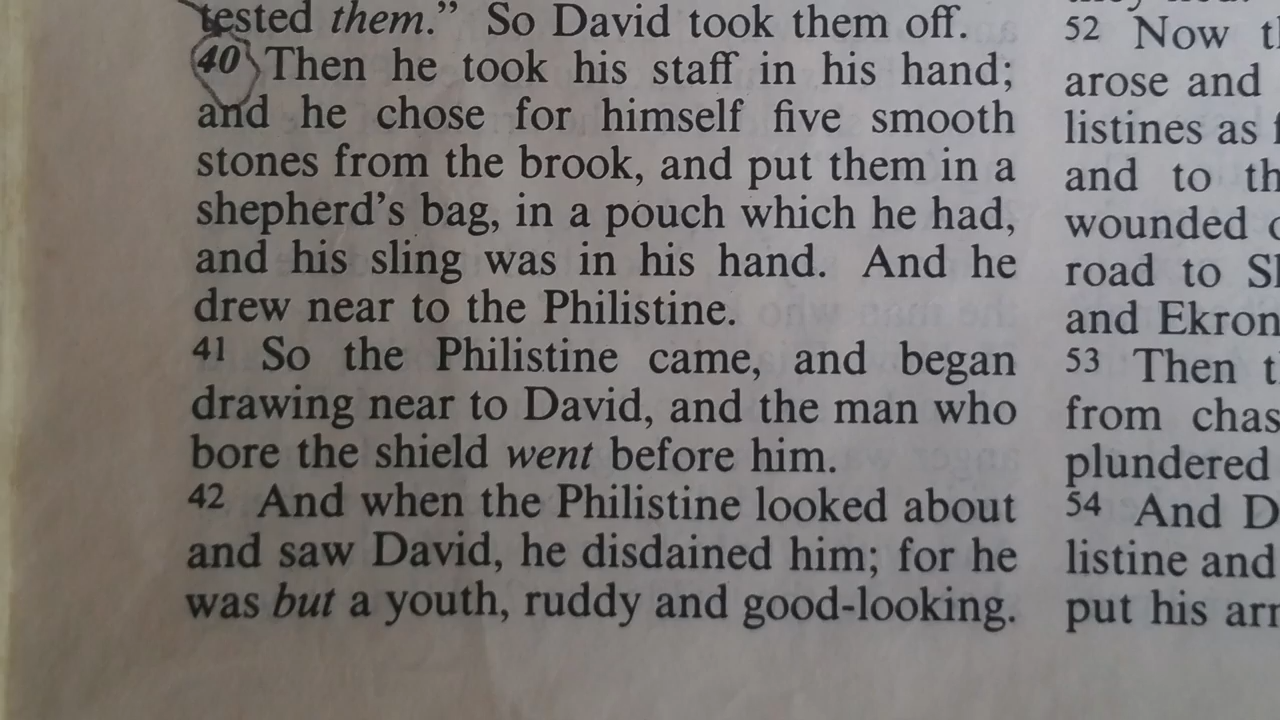 tested them.” So David took them off.
40 Then he took his staff in his hand;
and he chose for himself five smooth
stones from the brook, and put them in a
shepherd’s bag, in a pouch which he had,
and his sling was in his hand. And he
drew near to the Philistine.
41 So the Philistine came, and began
drawing near to David, and the man who
bore the shield went before him.
42 And when the Philistine looked about
and saw David, he disdained him; for he
was but a youth, ruddy and good-looking.
52 Now
arose and
listines as
and to
wounded
road to
and Ekron
53 Then
from
plundered
54 And
listine and
put his